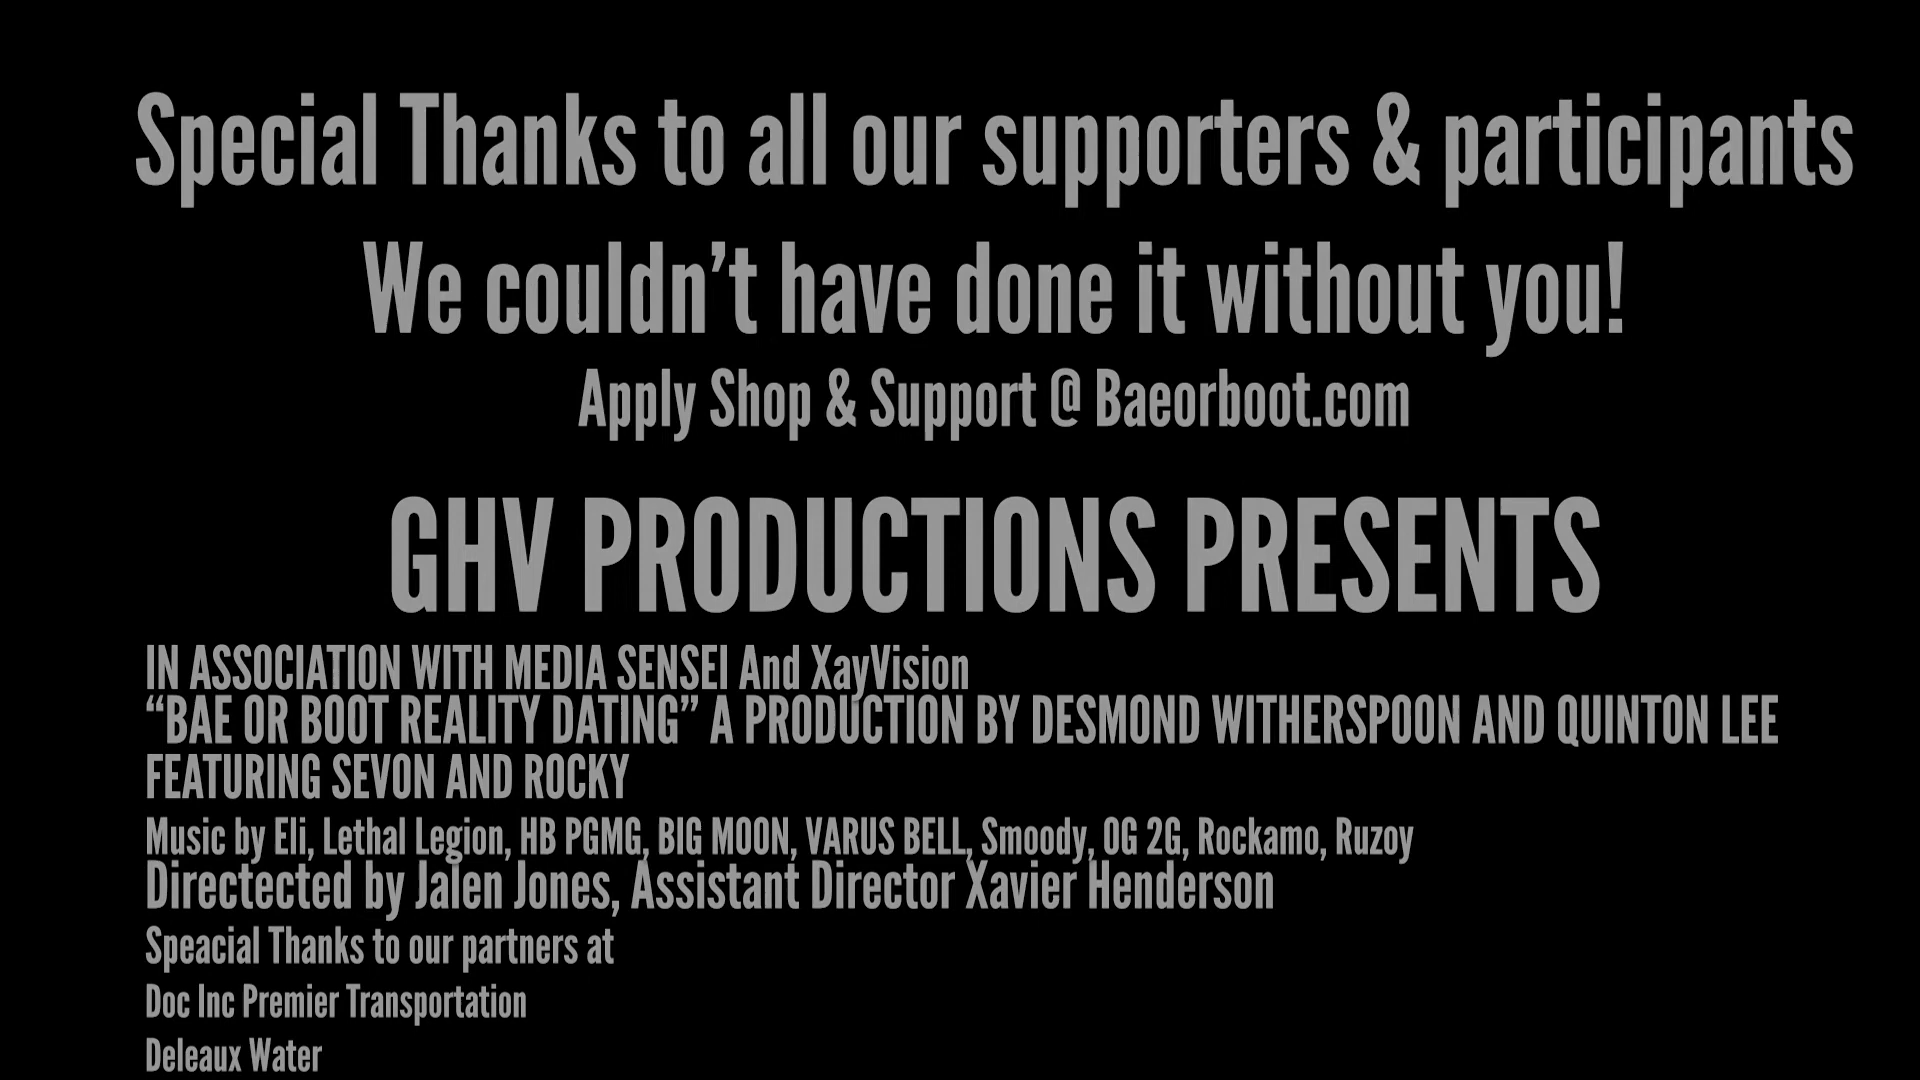 Special Thanks to all our supporters & participants
We couldn’t have done it without you!
Apply Shop & Support @ Baeorboot.com
GHV PRODUCTIONS PRESENTS
IN ASSOCIATION WITH MEDIA SENSEI And XayVision
“BAE OR BOOT REALITY DATING” A PRODUCTION BY DESMOND WITHERSPOON AND QUINTON LEE
FEATURING SEVON AND ROCKY
Music by Eli, Lethal Legion, HB PGMG, BIG MOON, VARUS BELL, Smoody, OG 2G, Rockamo, Ruzoy
Directected by Jalen Jones, Assistant Director Xavier Henderson
Speacial Thanks to our partners at
Doc Inc Premier Transportation
Deleaux Water